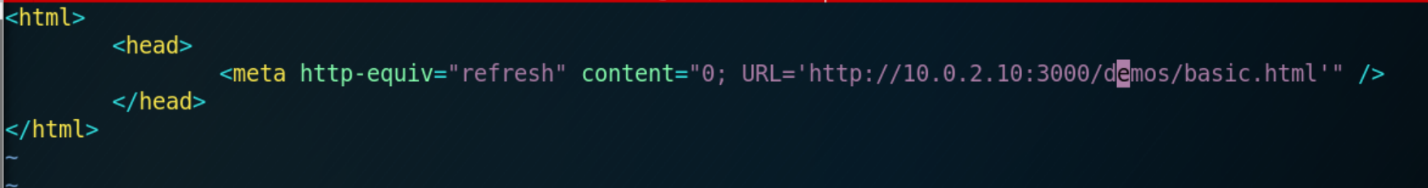 <html>
<head>
<meta http-equiv="refresh" content="0; URL='http://10.0.2.10:3000/demos/basic.html'" />
</head>
</html>
~
~